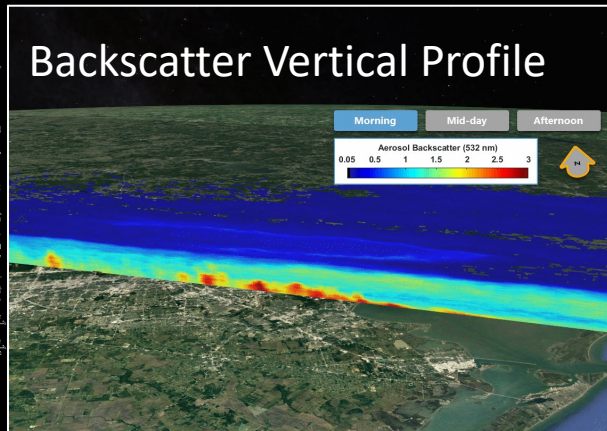 Backscatter Vertical Profile
Morning Mid-day Afternoon
Aerosol Backscatter (532 nm)
0.05 0.5 1 1.5 2 2.5 3
N